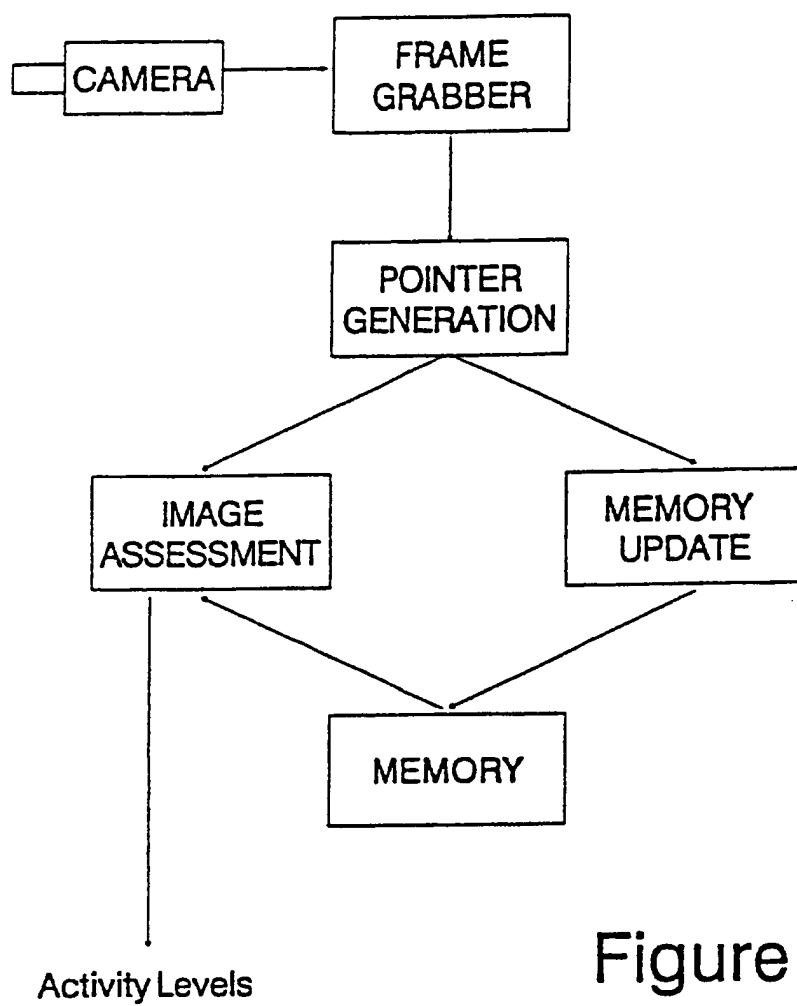 CAMERA
FRAME
GRABBER
POINTER
GENERATION
IMAGE
ASSESSMENT
MEMORY
UPDATE
MEMORY
Activity Levels
Figure